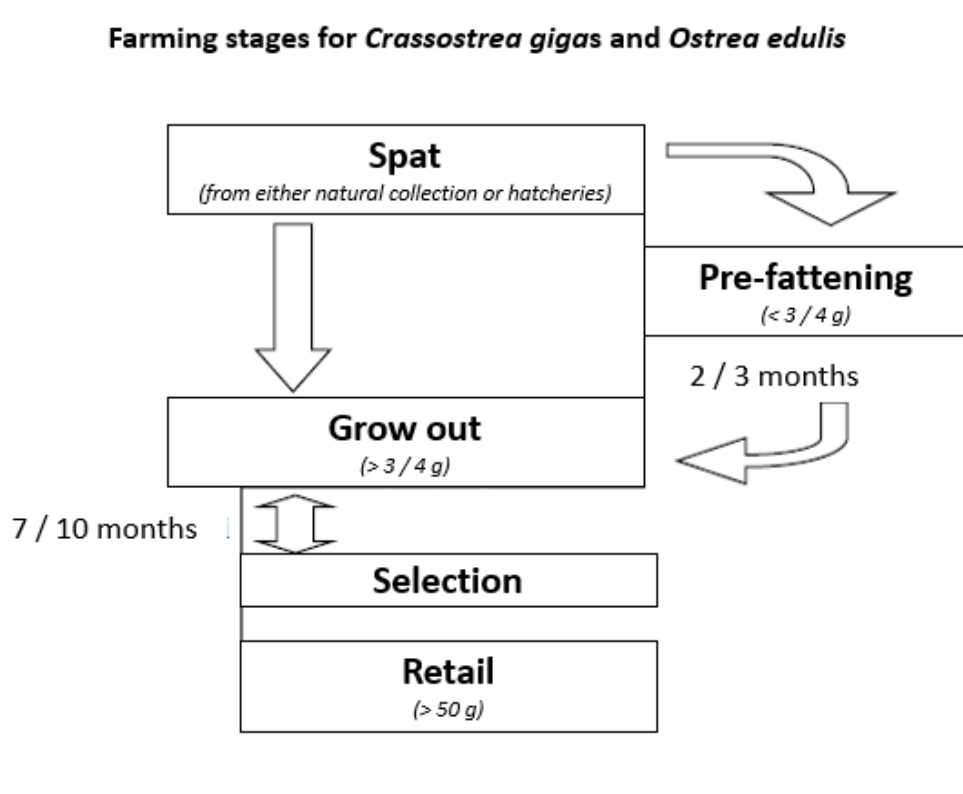 Farming stages for Crassostrea gigas and Ostrea edulis
Spat
(from either natural collection or hatcheries)
Pre-fattening
(< 3 / 4 g)
2 / 3 months
Grow out
(> 3 / 4 g)
7 / 10 months
Selection
Retail
(> 50 g)